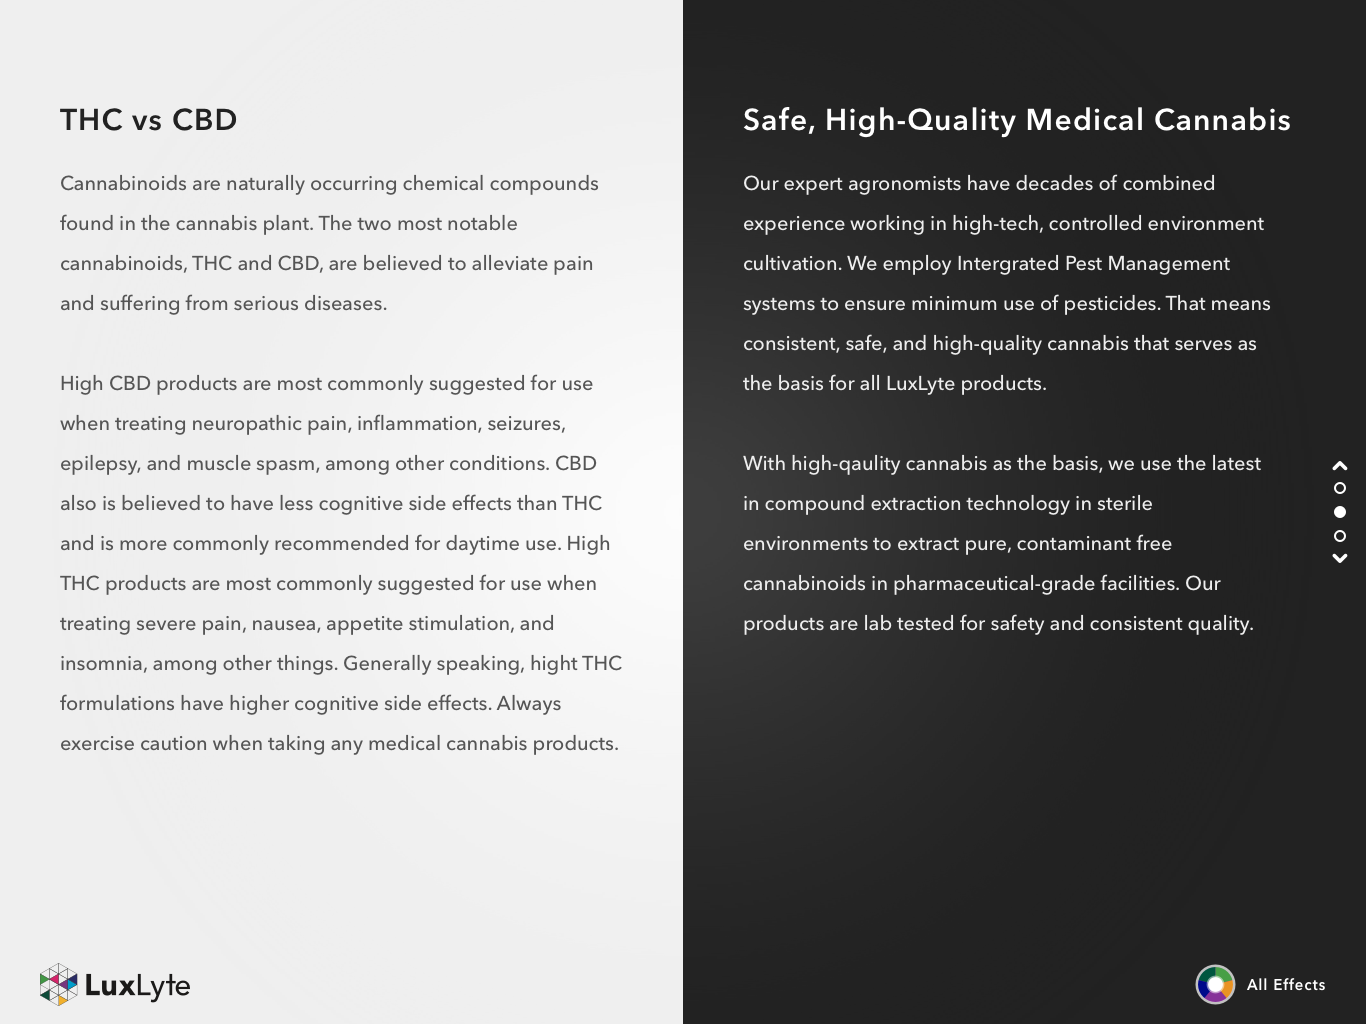 THC vs CBD
Cannabinoids are naturally occurring chemical compounds
found in the cannabis plant. The two most notable
cannabinoids, THC and CBD, are believed to alleviate pain
and suffering from serious diseases.
High CBD products are most commonly suggested for use
when treating neuropathic pain, inflammation, seizures,
epilepsy, and muscle spasm, among other conditions. CBD
also is believed to have less cognitive side effects than THC
and is more commonly recommended for daytime use. High
THC products are most commonly suggested for use when
treating severe pain, nausea, appetite stimulation, and
insomnia, among other things. Generally speaking, hight THC
formulations have higher cognitive side effects. Always
exercise caution when taking any medical cannabis products.
LuxLyte
Safe, High-Quality Medical Cannabis
Our expert agronomists have decades of combined
experience working in high-tech, controlled environment
cultivation. We employ Intergrated Pest Management
systems to ensure minimum use of pesticides. That means
consistent, safe, and high-quality cannabis that serves as
the basis for all LuxLyte products.
With high-qaulity cannabis as the basis, we use the latest
in compound extraction technology in sterile
environments to extract pure, contaminant free
cannabinoids in pharmaceutical-grade facilities. Our
products are lab tested for safety and consistent quality.
All Effects